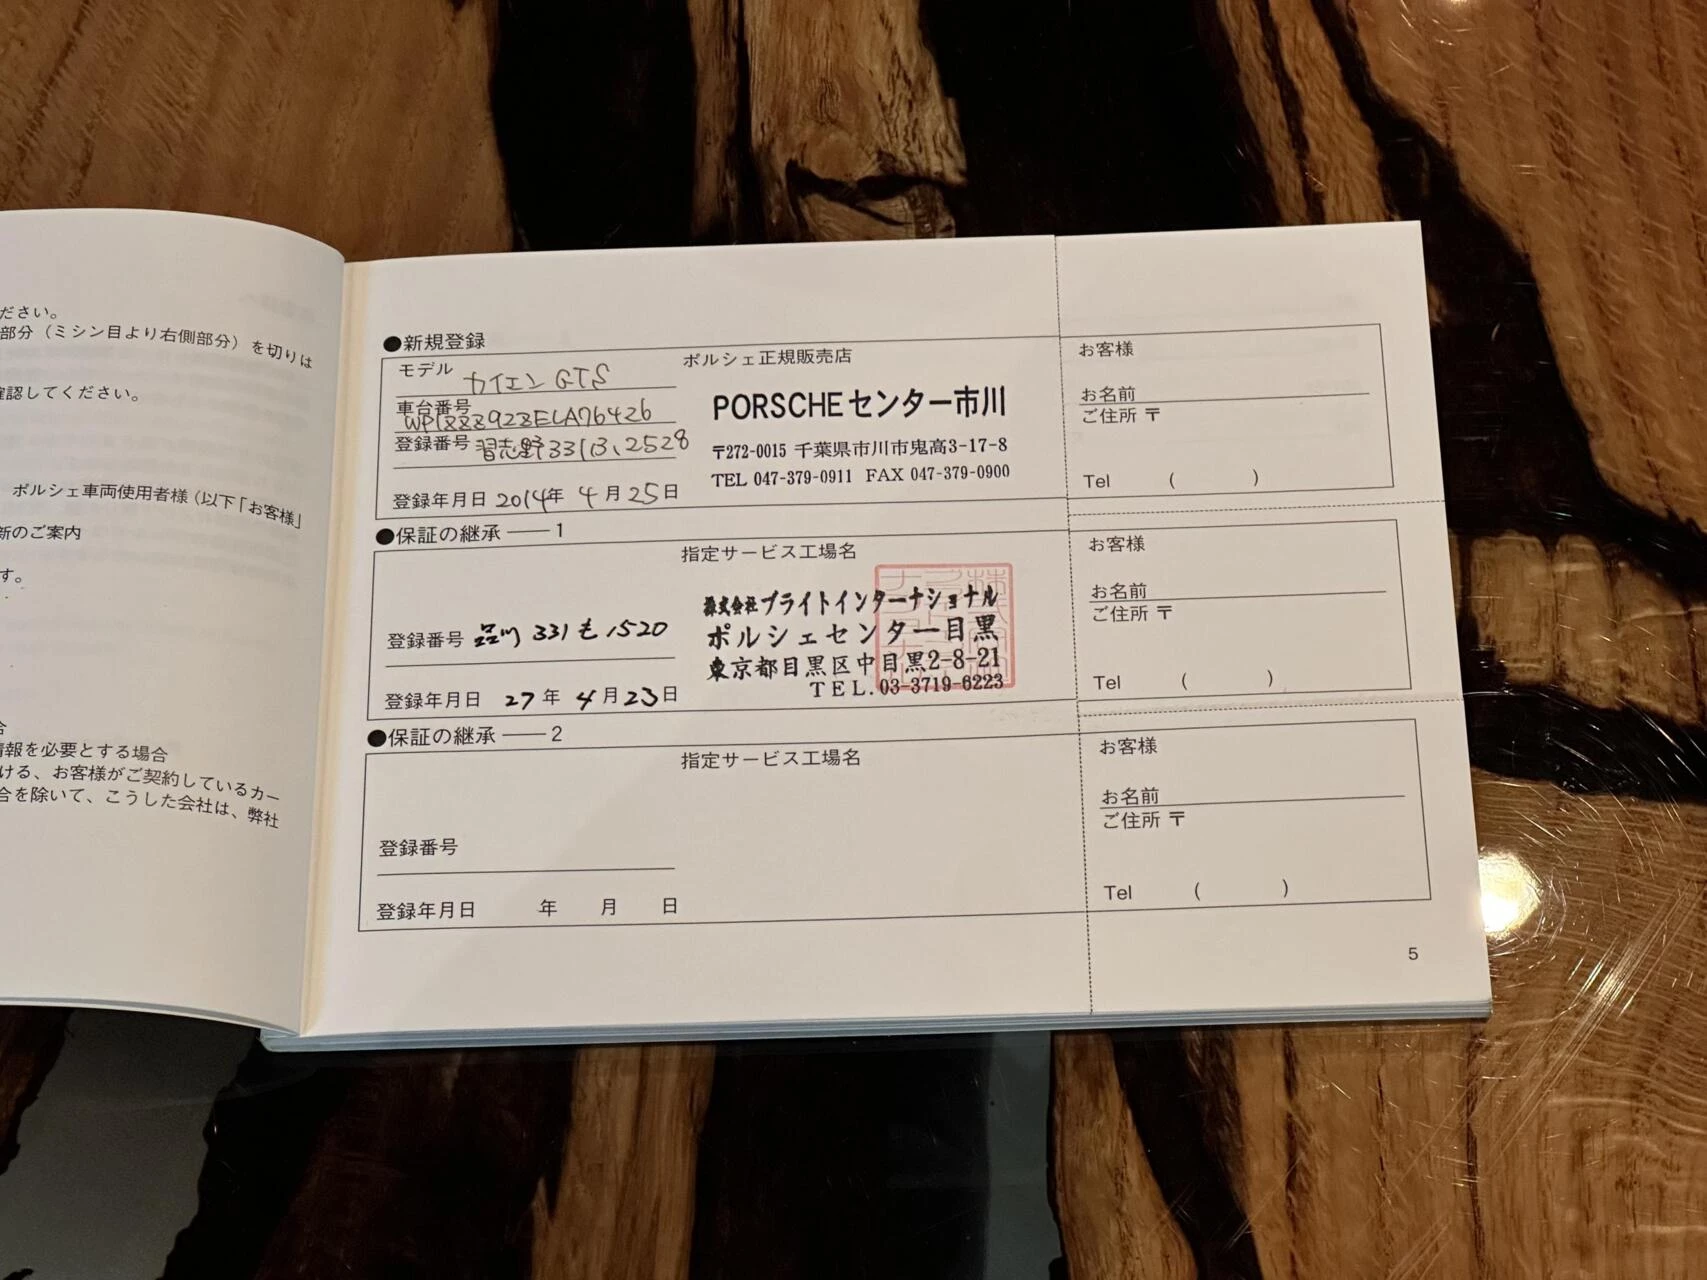 ださい。
部分（ミシン目より右側部分）を切りは
確認してください。
ポルシェ車両使用者様（以下「お客様」
新のご案内
す。
合
情報を必要とする場合
ける、お客様がご契約しているカー
合を除いて、こうした会社は、弊社
●新規登録
モデル カイエン GTS
車台番号
登録番号 習志野331
登録年月日 2014年 4月25日
ポルシェ正規販売店
PORSCHEセンター市川
〒272-0015 千葉県市川市鬼高3-17-8
TEL 047-379-0911 FAX 047-379-0900
お客様
お名前
ご住所 〒
Tel ( )
●保証の継承――1
登録番号 品川 331 も 1520
登録年月日 27年 4月23日
指定サービス工場名
株式会社ブライトインターナショナル
ポルシェセンター目黒
東京都目黒区中目黒2-8-21
TEL.03-3719-6223
お客様
お名前
ご住所 〒
Tel ( )
●保証の継承――2
登録番号
登録年月日 年 月 日
指定サービス工場名
お客様
お名前
ご住所 〒
Tel ( )
5